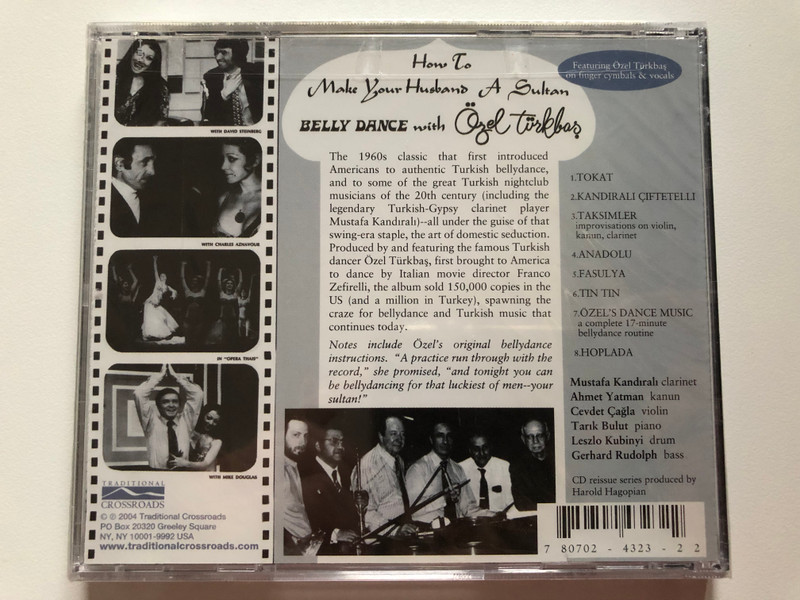 WITH DAVID STEINBERG
WITH CHARLES AZNAVOUR
IN "OPERA THAIS"
WITH MIKE DOUGLAS
TRADITIONAL
CROSSROADS
© ℗ 2004 Traditional Crossroads
PO Box 20320 Greeley Square
NY, NY 10001-9992 USA
www.traditionalcrossroads.com
How To
Make Your Husband A Sultan
BELLY DANCE with Özel Türkbaş
The 1960s classic that first introduced
Americans to authentic Turkish bellydance,
and to some of the great Turkish nightclub
musicians of the 20th century (including the
legendary Turkish-Gypsy clarinet player
Mustafa Kandıralı)--all under the guise of that
swing-era staple, the art of domestic seduction.
Produced by and featuring the famous Turkish
dancer Özel Türkbaş, first brought to America
to dance by Italian movie director Franco
Zefirelli, the album sold 150,000 copies in the
US (and a million in Turkey), spawning the
craze for bellydance and Turkish music that
continues today.
Notes include Özel's original bellydance
instructions. "A practice run through with the
record," she promised, "and tonight you can
be bellydancing for that luckiest of men--your
sultan!"
Featuring Özel Türkbaş
on finger cymbals & vocals
1.TOKAT
2.KANDIRALI ÇIFTETELLI
3.TAKSIMLER
improvisations on violin,
kanun, clarinet
4.ANADOLU
5.FASULYA
6.TIN TIN
7.ÖZEL'S DANCE MUSIC
a complete 17-minute
bellydance routine
8.HOPLADA
Mustafa Kandıralı clarinet
Ahmet Yatman kanun
Cevdet Çağla violin
Tarık Bulut piano
Leszlo Kubinyi drum
Gerhard Rudolph bass
CD reissue series produced by
Harold Hagopian
7 80702 - 4323 - 2 2